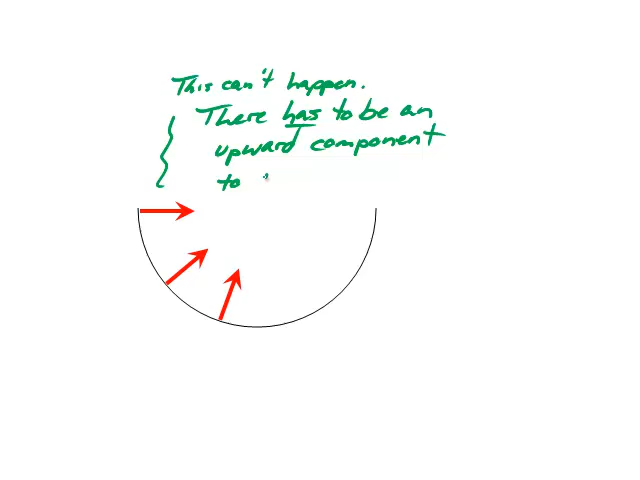 This can't happen.
There has to be an
upward component
to